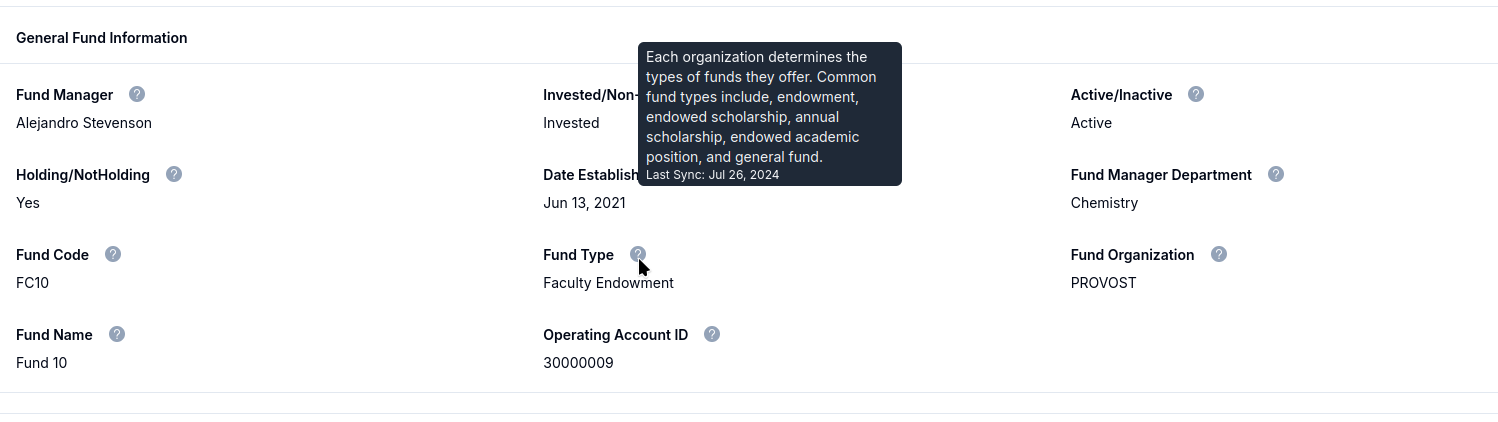 General Fund Information
Each organization determines the
types of funds they offer. Common
fund types include, endowment,
endowed scholarship, annual
scholarship, endowed academic
position, and general fund.
Last Sync: Jul 26, 2024
Fund Manager ?
Alejandro Stevenson
Invested/Non-
Invested
Active/Inactive ?
Active
Holding/NotHolding ?
Yes
Date Establish
Jun 13, 2021
Fund Manager Department ?
Chemistry
Fund Code ?
FC10
Fund Type ?
Faculty Endowment
Fund Organization ?
PROVOST
Fund Name ?
Fund 10
Operating Account ID ?
30000009